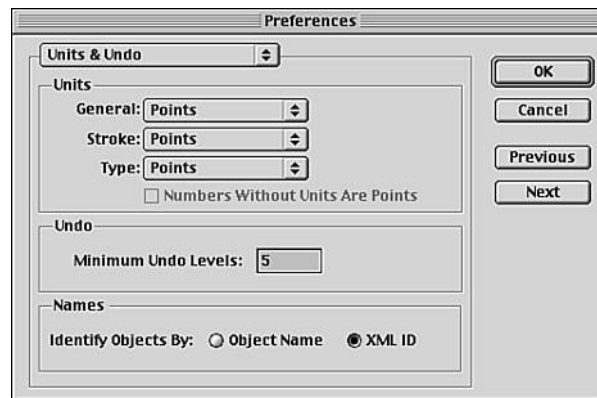 Preferences
Units & Undo
OK
Cancel
Previous
Next
Units
General: Points
Stroke: Points
Type: Points
Numbers Without Units Are Points
Undo
Minimum Undo Levels: 5
Names
Identify Objects By: Object Name XML ID